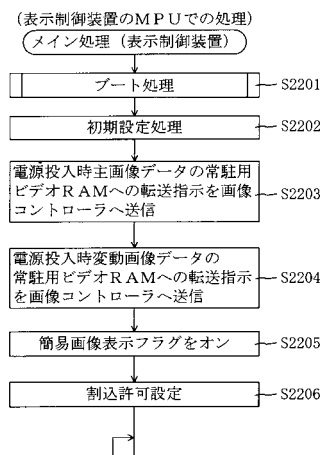 (表示制御装置のMPUでの処理)
メイン処理(表示制御装置)
ブート処理
S2201
初期設定処理
S2202
電源投入時主画像データの常駐用
ビデオRAMへの転送指示を画像
コントローラへ送信
S2203
電源投入時変動画像データの
常駐用ビデオRAMへの転送指示
を画像コントローラへ送信
S2204
簡易画像表示フラグをオン
S2205
割込許可設定
S2206